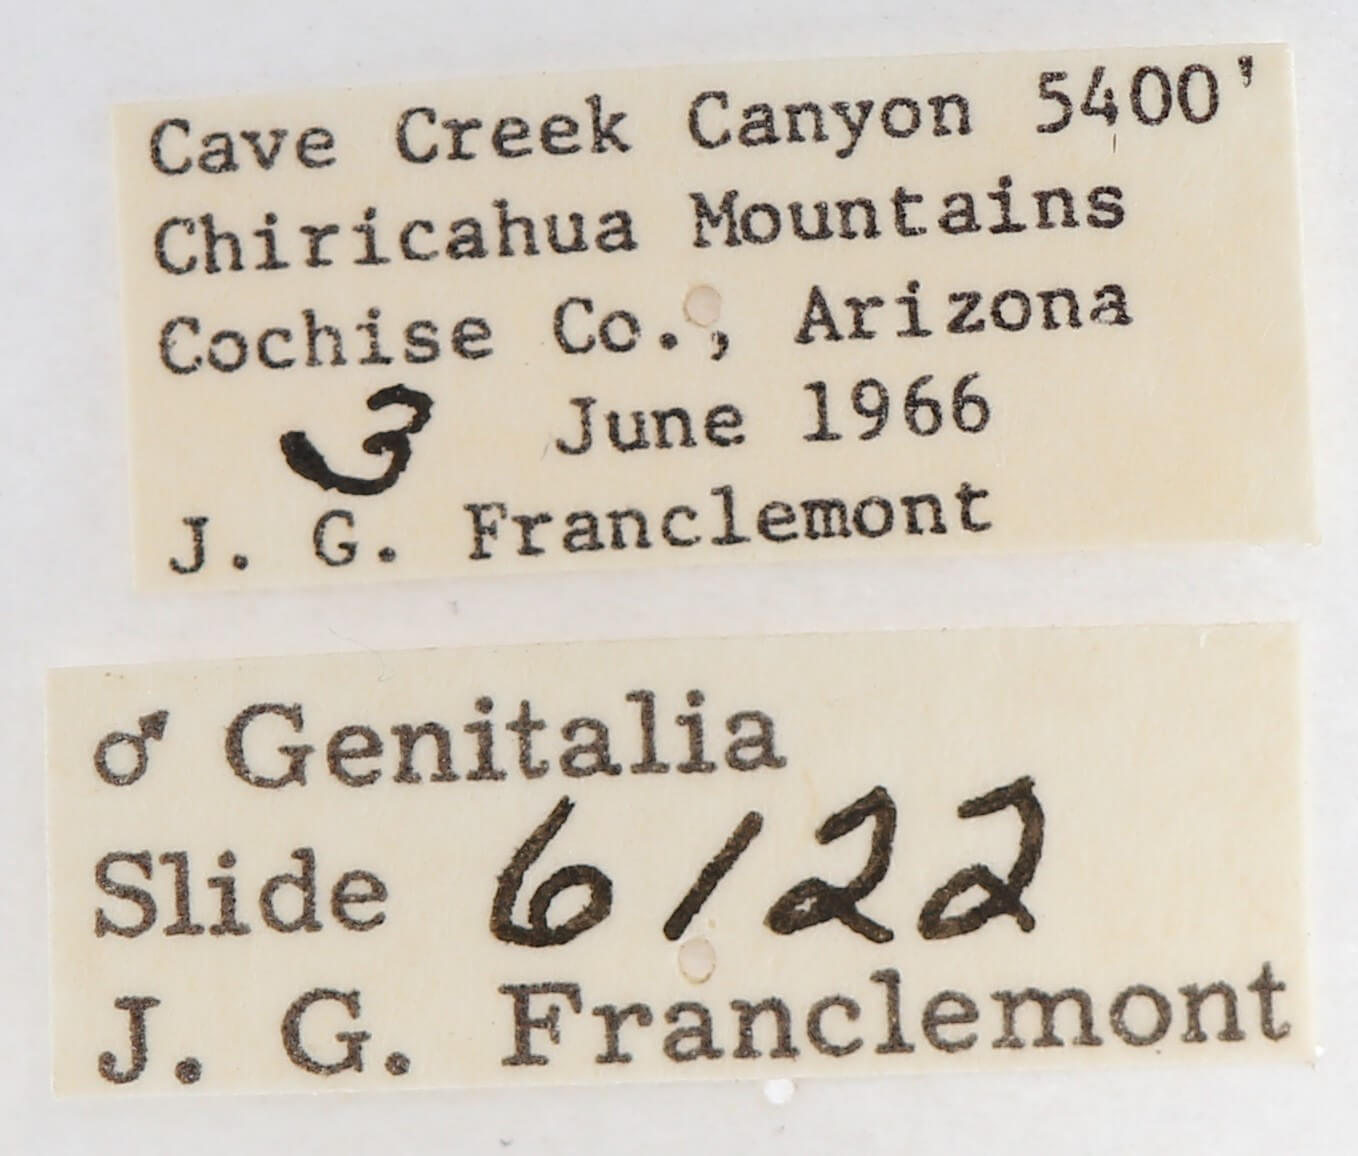 Cave Creek Canyon 5400'
Chiricahua Mountains
Cochise Co., Arizona
3 June 1966
J. G. Franclemont
♂ Genitalia
Slide 6122
J. G. Franclemont